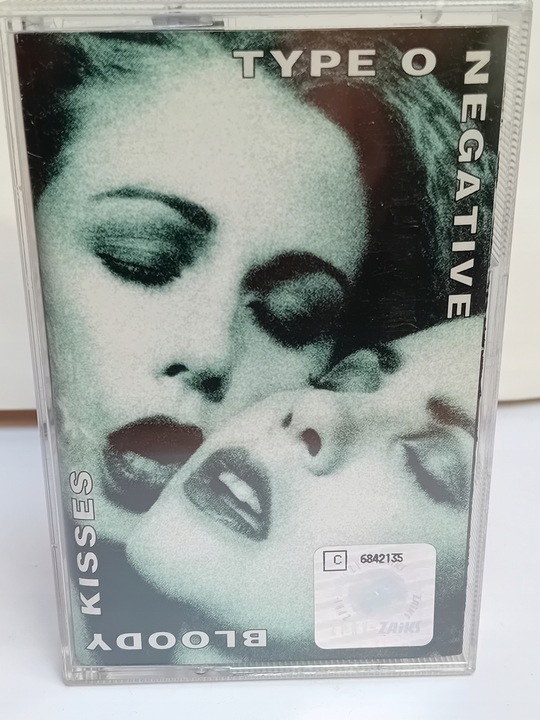 TYPE O NEGATIVE
BLOODY KISSES
C 6842135
ZAiKS